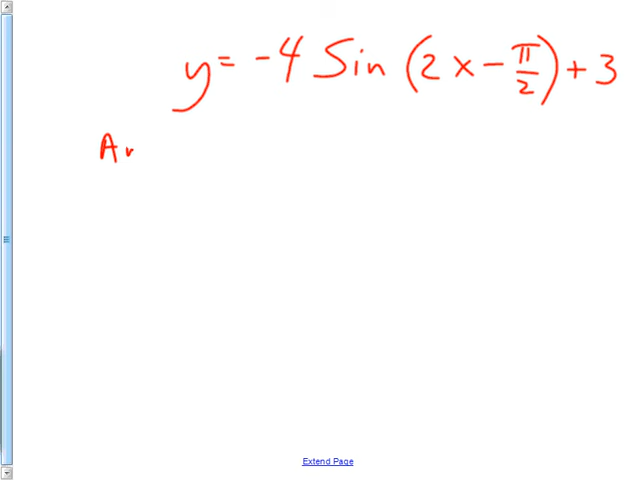 y = -4 Sin (2x - π/2) + 3
A
Extend Page